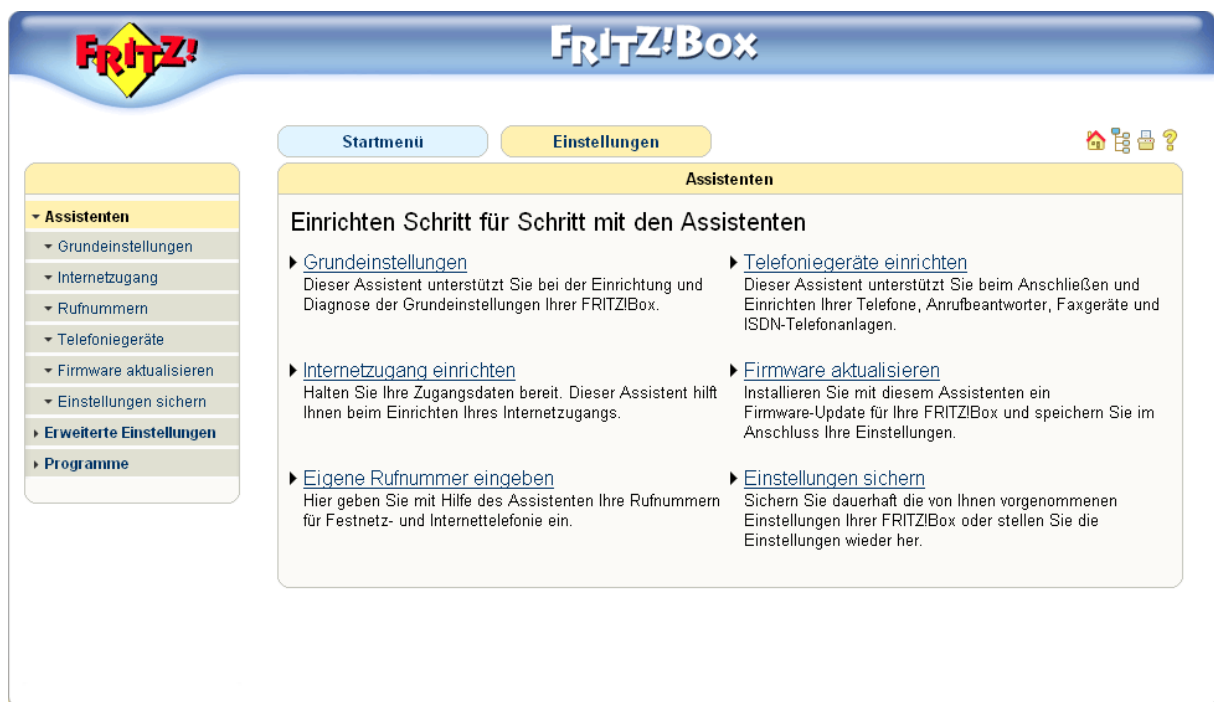 FRITZ!
FRITZ!BOX
Startmenü
Einstellungen
Assistenten
Grundeinstellungen
Internetzugang
Rufnummern
Telefoniegeräte
Firmware aktualisieren
Einstellungen sichern
Erweiterte Einstellungen
Programme
Assistenten
Einrichten Schritt für Schritt mit den Assistenten
Grundeinstellungen
Dieser Assistent unterstützt Sie bei der Einrichtung und
Diagnose der Grundeinstellungen Ihrer FRITZ!Box.
Telefoniegeräte einrichten
Dieser Assistent unterstützt Sie beim Anschließen und
Einrichten Ihrer Telefone, Anrufbeantworter, Faxgeräte und
ISDN-Telefonanlagen.
Internetzugang einrichten
Halten Sie Ihre Zugangsdaten bereit. Dieser Assistent hilft
Ihnen beim Einrichten Ihres Internetzugangs.
Firmware aktualisieren
Installieren Sie mit diesem Assistenten ein
Firmware-Update für Ihre FRITZ!Box und speichern Sie im
Anschluss Ihre Einstellungen.
Eigene Rufnummer eingeben
Hier geben Sie mit Hilfe des Assistenten Ihre Rufnummern
für Festnetz- und Internettelefonie ein.
Einstellungen sichern
Sichern Sie dauerhaft die von Ihnen vorgenommenen
Einstellungen Ihrer FRITZ!Box oder stellen Sie die
Einstellungen wieder her.